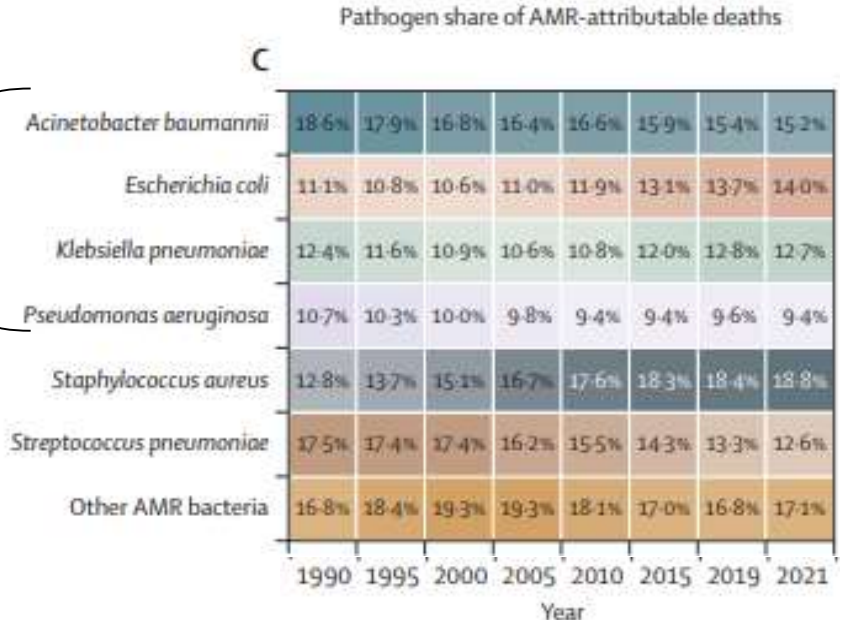 Pathogen share of AMR-attributable deaths
C
Acinetobacter baumannii 18·6% 17·9% 16·8% 16·4% 16·6% 15·9% 15·4% 15·2%
Escherichia coli 11·1% 10·8% 10·6% 11·0% 11·9% 13·1% 13·7% 14·0%
Klebsiella pneumoniae 12·4% 11·6% 10·9% 10·6% 10·8% 12·0% 12·8% 12·7%
Pseudomonas aeruginosa 10·7% 10·3% 10·0% 9·8% 9·4% 9·4% 9·6% 9·4%
Staphylococcus aureus 12·8% 13·7% 15·1% 16·7% 17·6% 18·3% 18·4% 18·8%
Streptococcus pneumoniae 17·5% 17·4% 17·4% 16·2% 15·5% 14·3% 13·3% 12·6%
Other AMR bacteria 16·8% 18·4% 19·3% 19·3% 18·1% 17·0% 16·8% 17·1%
1990 1995 2000 2005 2010 2015 2019 2021
Year